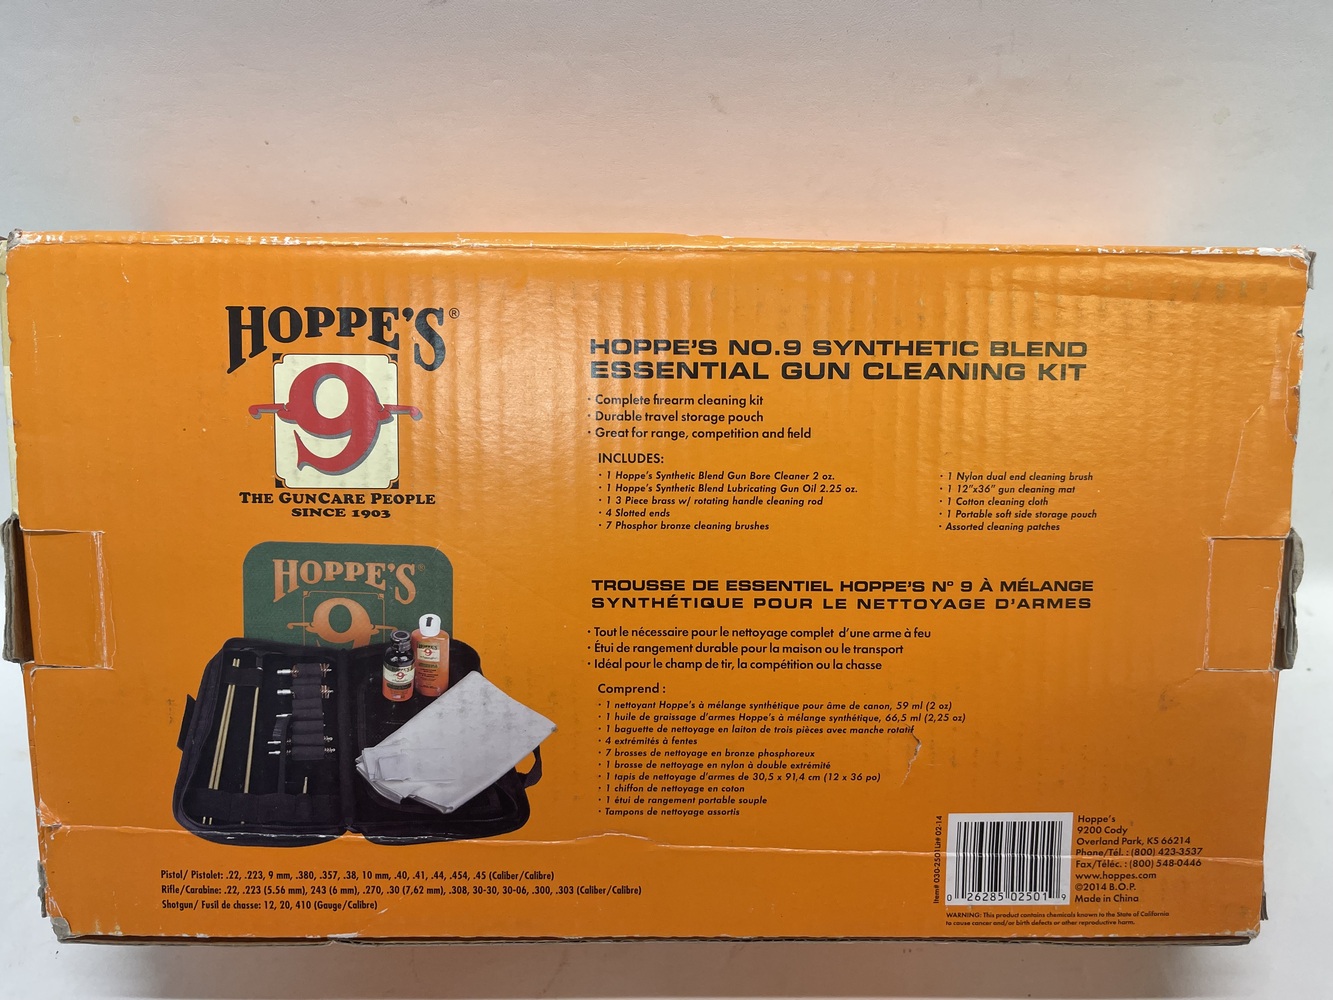 HOPPE'S®
9
THE GUNCARE PEOPLE
SINCE 1903
HOPPE'S NO.9 SYNTHETIC BLEND
ESSENTIAL GUN CLEANING KIT
· Complete firearm cleaning kit
· Durable travel storage pouch
· Great for range, competition and field
INCLUDES:
· 1 Hoppe's Synthetic Blend Gun Bore Cleaner 2 oz.
· 1 Hoppe's Synthetic Blend Lubricating Gun Oil 2.25 oz.
· 1 3 Piece brass w/ rotating handle cleaning rod
· 4 Slotted ends
· 7 Phosphor bronze cleaning brushes
· 1 Nylon dual end cleaning brush
· 1 12"x36" gun cleaning mat
· 1 Cotton cleaning cloth
· 1 Portable soft side storage pouch
· Assorted cleaning patches
HOPPE'S®
9
HOPPE'S
9
HOPPE'S
9
TROUSSE DE ESSENTIEL HOPPE'S Nº 9 À MÉLANGE
SYNTHÉTIQUE POUR LE NETTOYAGE D'ARMES
· Tout le nécessaire pour le nettoyage complet d'une arme à feu
· Étui de rangement durable pour la maison ou le transport
· Idéal pour le champ de tir, la compétition ou la chasse
Comprend :
· 1 nettoyant Hoppe's à mélange synthétique pour âme de canon, 59 ml (2 oz)
· 1 huile de graissage d'armes Hoppe's à mélange synthétique, 66,5 ml (2,25 oz)
· 1 baguette de nettoyage en laiton de trois pièces avec manche rotatif
· 4 extrémités à fentes
· 7 brosses de nettoyage en bronze phosphoreux
· 1 brosse de nettoyage en nylon à double extrémité
· 1 tapis de nettoyage d'armes de 30,5 x 91,4 cm (12 x 36 po)
· 1 chiffon de nettoyage en coton
· 1 étui de rangement portable souple
· Tampons de nettoyage assortis
Pistol/ Pistolet: .22, .223, 9 mm, .380, .357, .38, 10 mm, .40, .41, .44, .454, .45 (Caliber/Calibre)
Rifle/Carabine: .22, .223 (5.56 mm), 243 (6 mm), .270, .30 (7,62 mm), .308, 30-30, 30-06, .300, .303 (Caliber/Calibre)
Shotgun/ Fusil de chasse: 12, 20, 410 (Gauge/Calibre)
Item# 030-2501 Lit# 02-14
0 26285 02501 9
Hoppe's
9200 Cody
Overland Park, KS 66214
Phone/Tél. : (800) 423-3537
Fax/Téléc. : (800) 548-0446
www.hoppes.com
©2014 B.O.P.
Made in China
WARNING: This product contains chemicals known to the State of California
to cause cancer and/or birth defects or other reproductive harm.